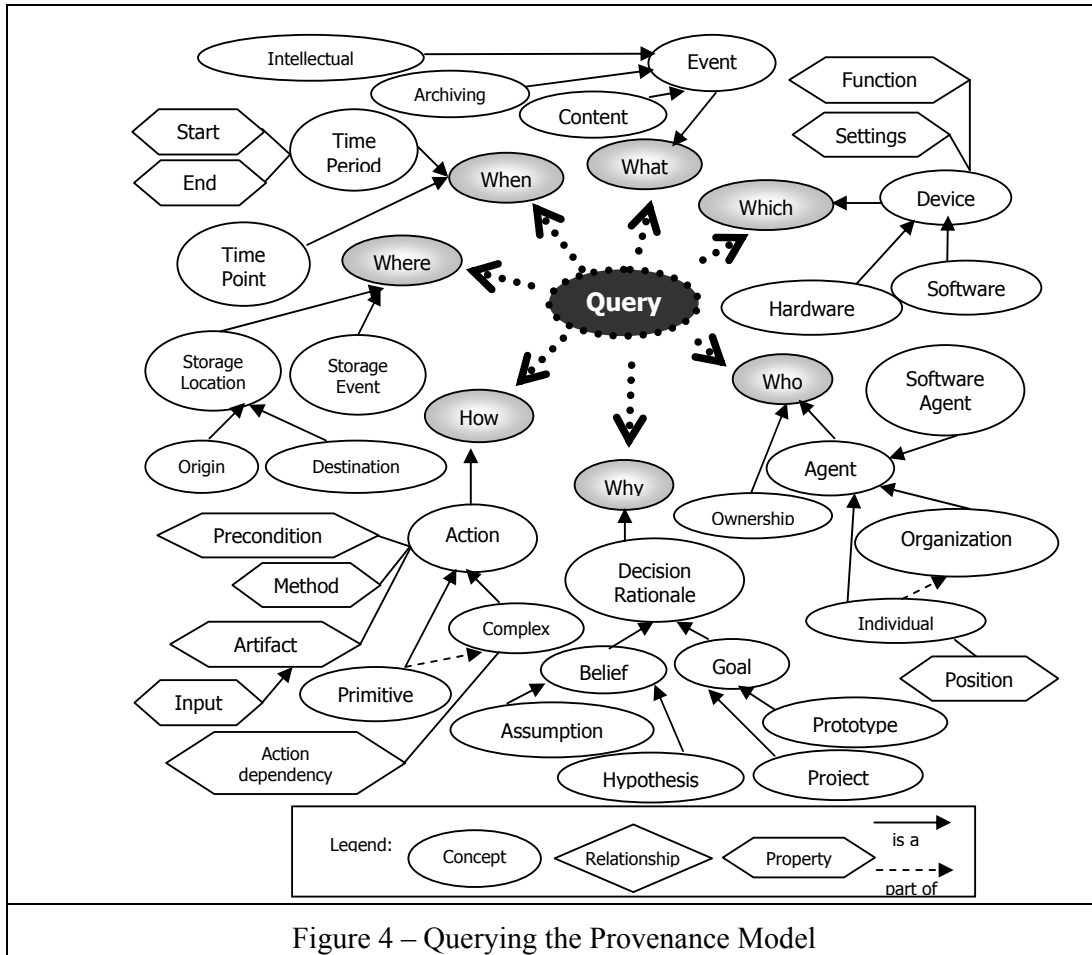 Intellectual
Event
Archiving
Content
Function
Settings
Start
End
Time
Period
When
What
Which
Device
Time
Point
Where
Query
Hardware
Software
Storage
Location
Storage
Event
How
Who
Software
Agent
Origin
Destination
Why
Agent
Ownership
Organization
Precondition
Action
Method
Decision
Rationale
Individual
Artifact
Complex
Belief
Goal
Position
Input
Primitive
Assumption
Prototype
Action
dependency
Hypothesis
Project
Legend:
Concept
Relationship
Property
is a
part of
Figure 4 – Querying the Provenance Model